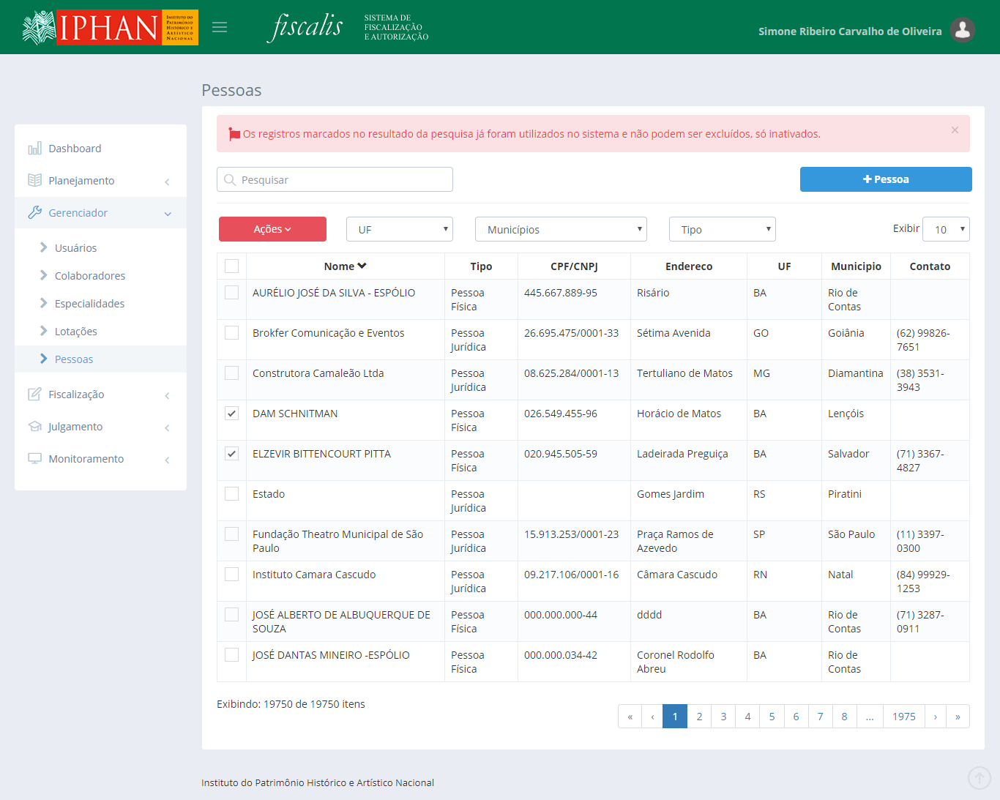 IPHAN
INSTITUTO DO
PATRIMÔNIO
HISTÓRICO E
ARTÍSTICO
NACIONAL
fiscalis
SISTEMA DE
FISCALIZAÇÃO
E AUTORIZAÇÃO
Simone Ribeiro Carvalho de Oliveira
Dashboard
Planejamento
Gerenciador
Usuários
Colaboradores
Especialidades
Lotações
Pessoas
Fiscalização
Julgamento
Monitoramento
Pessoas
Os registros marcados no resultado da pesquisa já foram utilizados no sistema e não podem ser excluídos, só inativados. ×
Pesquisar
+ Pessoa
Ações UF Municípios Tipo Exibir 10
Nome Tipo CPF/CNPJ Endereco UF Municipio Contato
AURÉLIO JOSÉ DA SILVA - ESPÓLIO Pessoa 445.667.889-95 Risário BA Rio de
Física Contas
Brokfer Comunicação e Eventos Pessoa 26.695.475/0001-33 Sétima Avenida GO Goiânia (62) 99826-
Jurídica 7651
Construtora Camaleão Ltda Pessoa 08.625.284/0001-13 Tertuliano de Matos MG Diamantina (38) 3531-
Jurídica 3943
DAM SCHNITMAN Pessoa 026.549.455-96 Horácio de Matos BA Lençóis
Física
ELZEVIR BITTENCOURT PITTA Pessoa 020.945.505-59 Ladeirada Preguiça BA Salvador (71) 3367-
Física 4827
Estado Pessoa Gomes Jardim RS Piratini
Jurídica
Fundação Theatro Municipal de São Pessoa 15.913.253/0001-23 Praça Ramos de SP São Paulo (11) 3397-
Paulo Jurídica Azevedo 0300
Instituto Camara Cascudo Pessoa 09.217.106/0001-16 Câmara Cascudo RN Natal (84) 99929-
Jurídica 1253
JOSÉ ALBERTO DE ALBUQUERQUE DE Pessoa 000.000.000-44 dddd BA Rio de (71) 3287-
SOUZA Física Contas 0911
JOSÉ DANTAS MINEIRO -ESPÓLIO Pessoa 000.000.034-42 Coronel Rodolfo BA Rio de
Física Abreu Contas
Exibindo: 19750 de 19750 itens
« ‹ 1 2 3 4 5 6 7 8 ... 1975 › »
Instituto do Patrimônio Histórico e Artístico Nacional